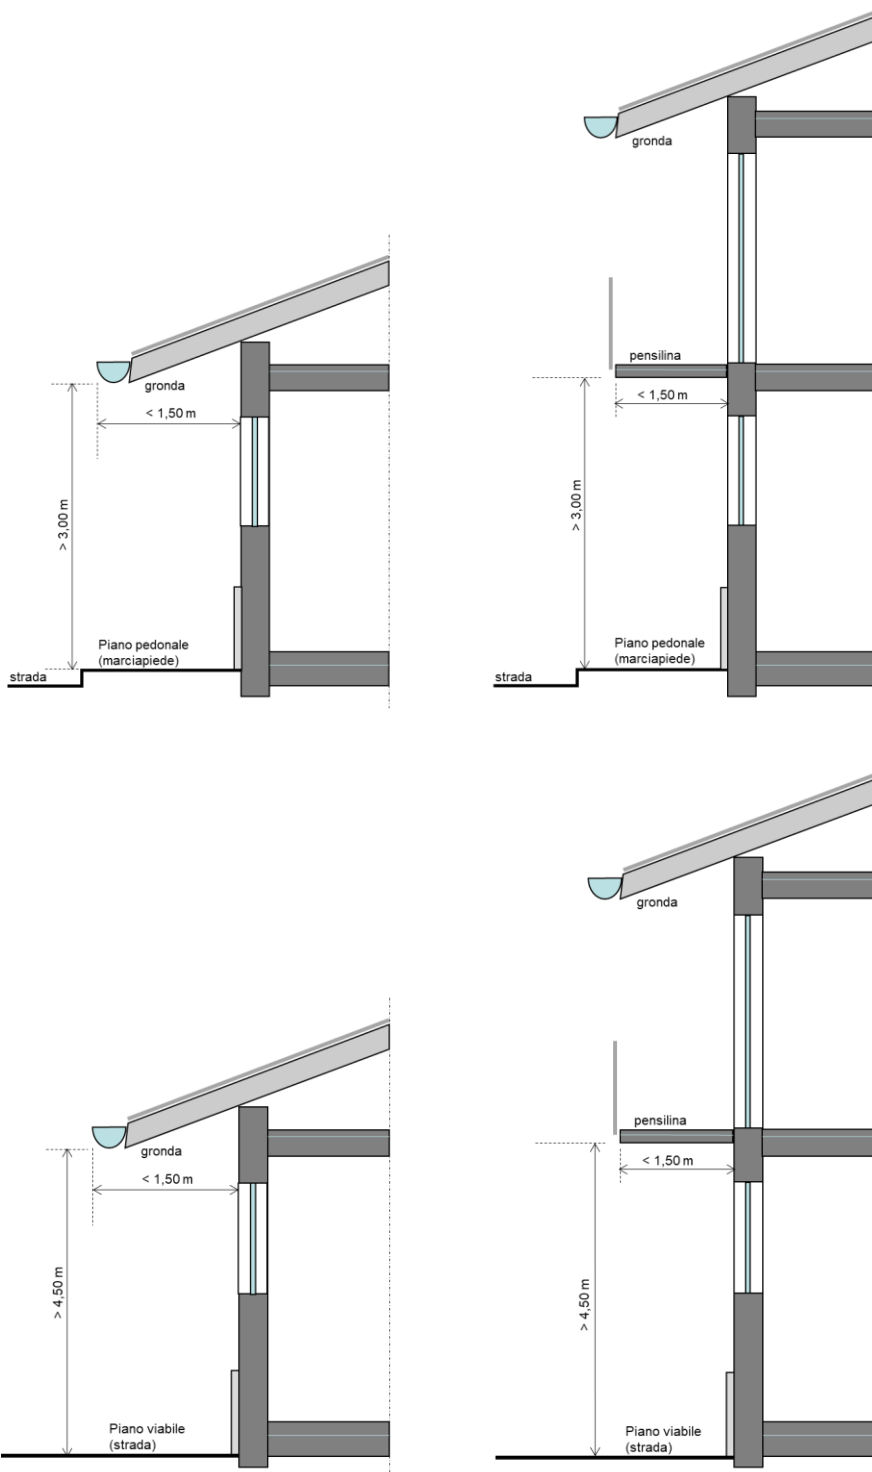 gronda
pensilina
< 1,50 m
> 3,00 m
Piano pedonale
(marciapiede)
strada
gronda
< 1,50 m
> 3,00 m
Piano pedonale
(marciapiede)
strada
gronda
< 1,50 m
> 4,50 m
Piano viabile
(strada)
gronda
pensilina
< 1,50 m
> 4,50 m
Piano viabile
(strada)